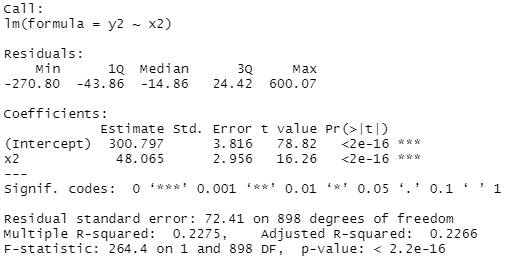 Call:
lm(formula = y2 ~ x2)
Residuals:
Min 1Q Median 3Q Max
-270.80 -43.86 -14.86 24.42 600.07
Coefficients:
Estimate Std. Error t value Pr(>|t|)
(Intercept) 300.797 3.816 78.82 <2e-16 ***
x2 48.065 2.956 16.26 <2e-16 ***
---
Signif. codes: 0 ‘***’ 0.001 ‘**’ 0.01 ‘*’ 0.05 ‘.’ 0.1 ‘ ’ 1
Residual standard error: 72.41 on 898 degrees of freedom
Multiple R-squared: 0.2275, Adjusted R-squared: 0.2266
F-statistic: 264.4 on 1 and 898 DF, p-value: < 2.2e-16